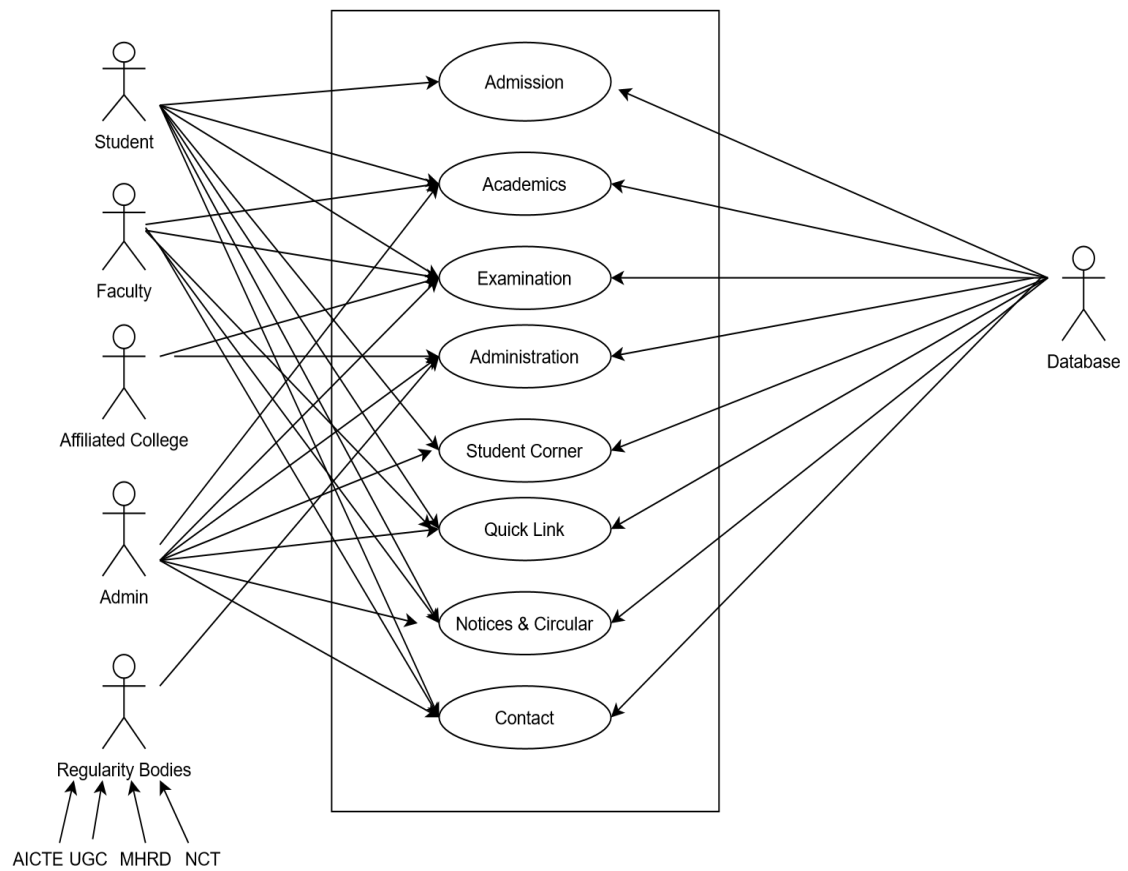 Student
Faculty
Affiliated College
Admin
Regularity Bodies
AICTE UGC MHRD NCT
Admission
Academics
Examination
Administration
Student Corner
Quick Link
Notices & Circular
Contact
Database